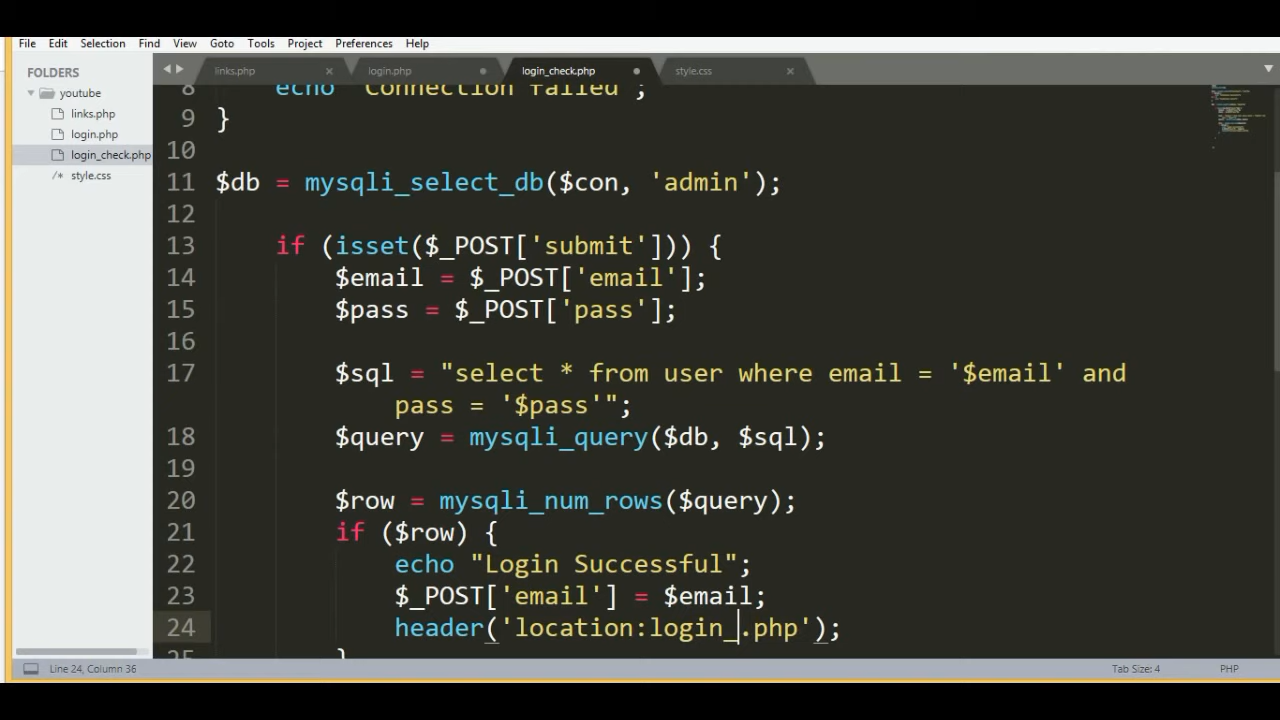 File Edit Selection Find View Goto Tools Project Preferences Help
FOLDERS
youtube
links.php
login.php
login_check.php
/* style.css
links.php × login.php login_check.php style.css ×
8 echo "Connection failed";
9 }
10
11 $db = mysqli_select_db($con, 'admin');
12
13 if (isset($_POST['submit'])) {
14 $email = $_POST['email'];
15 $pass = $_POST['pass'];
16
17 $sql = "select * from user where email = '$email' and
pass = '$pass'";
18 $query = mysqli_query($db, $sql);
19
20 $row = mysqli_num_rows($query);
21 if ($row) {
22 echo "Login Successful";
23 $_POST['email'] = $email;
24 header('location:login_.php');
25 }
Line 24, Column 36 Tab Size: 4 PHP